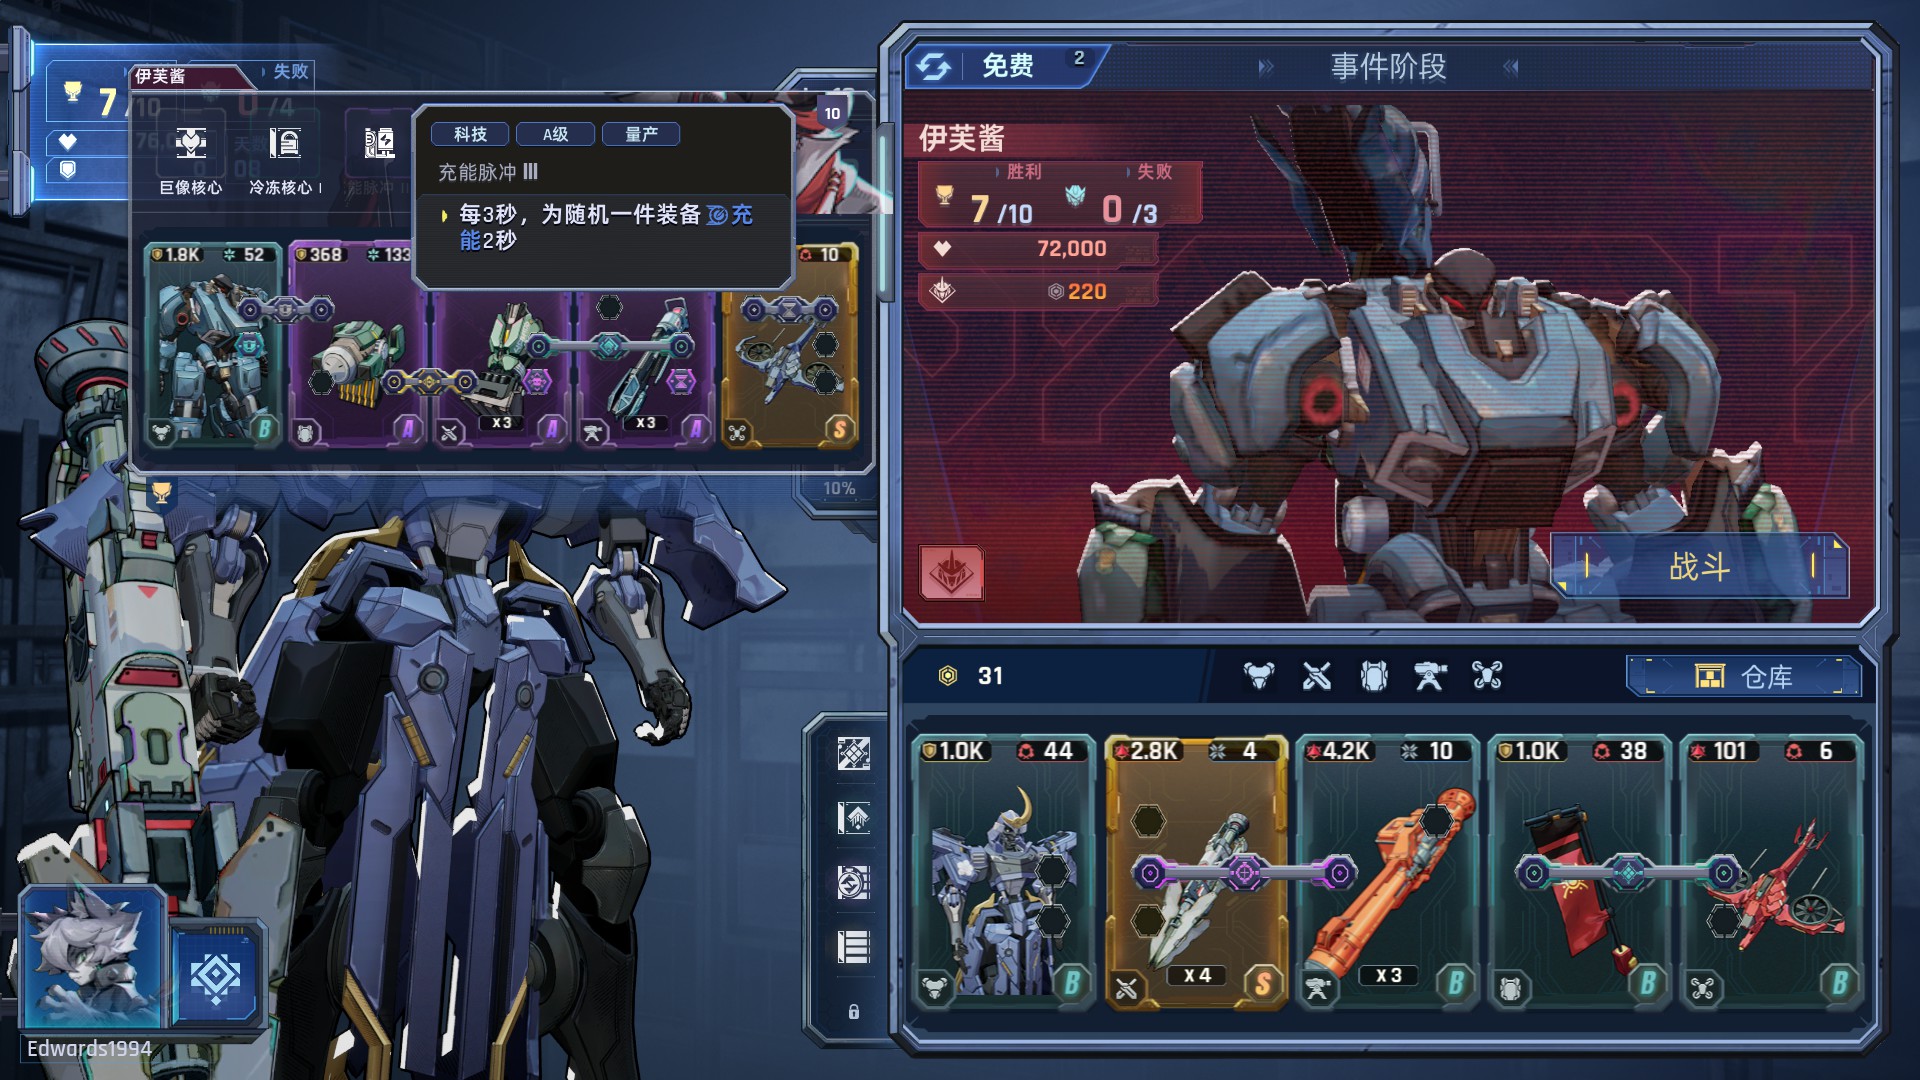 伊芙酱
失败
7/10
0/4
巨像核心
冷冻核心 I
10
科技
A级
量产
充能脉冲 III
每3秒，为随机一件装备充
能2秒
1.8K
52
368
133
10
B
A
x3
A
x3
A
S
10%
免费
2
事件阶段
伊芙酱
胜利
失败
7/10
0/3
72,000
220
战斗
31
仓库
1.0K
44
2.8K
4
4.2K
10
1.0K
38
101
6
B
x4
S
x3
B
B
B
Edwards1994